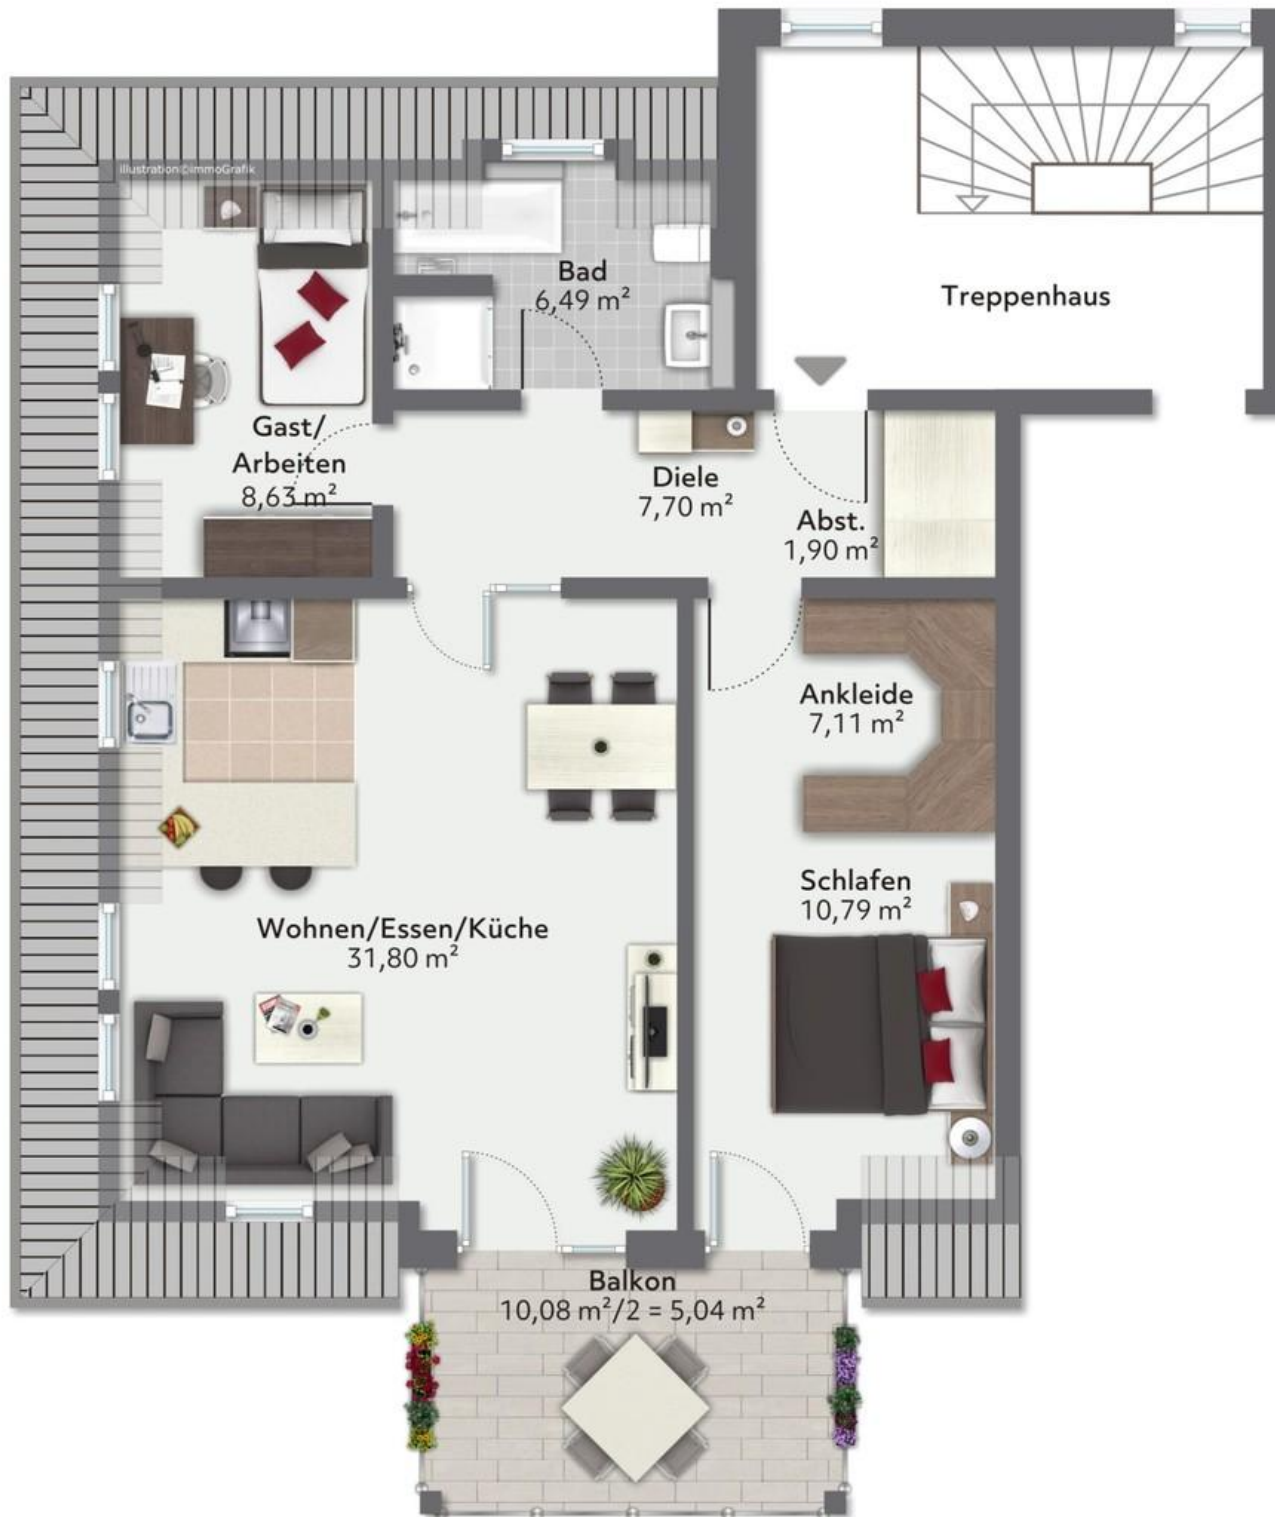 illustration©immoGrafik
Bad
6,49 m²
Treppenhaus
Gast/
Arbeiten
8,63 m²
Diele
7,70 m²
Abst.
1,90 m²
Ankleide
7,11 m²
Schlafen
10,79 m²
Wohnen/Essen/Küche
31,80 m²
Balkon
10,08 m²/2 = 5,04 m²